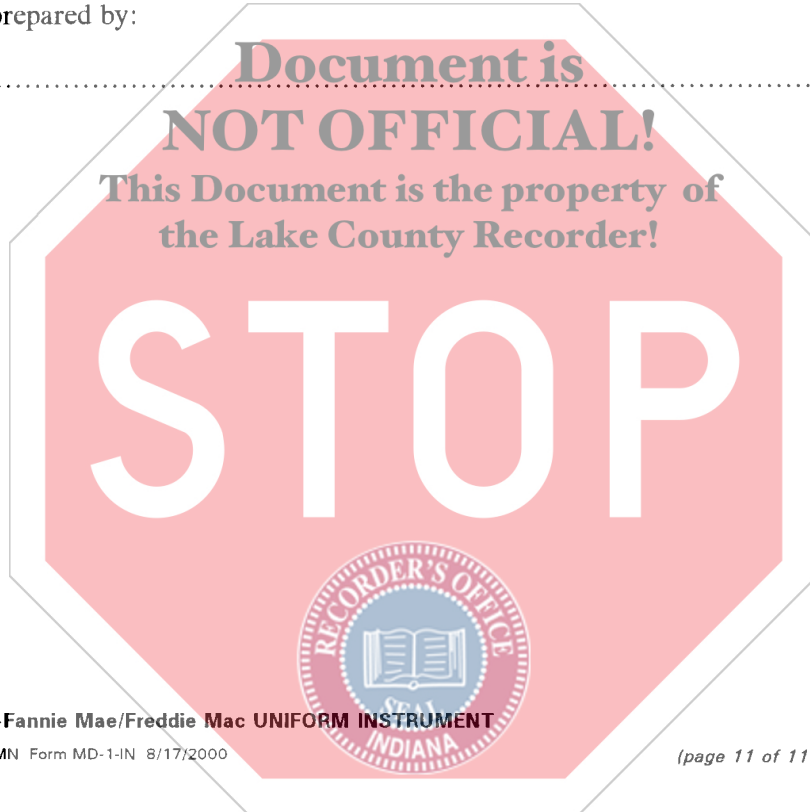 prepared by:
Document is
NOT OFFICIAL!
This Document is the property of
the Lake County Recorder!
STOP
RECORDER'S OFFICE
SEAL
INDIANA
-Fannie Mae/Freddie Mac UNIFORM INSTRUMENT
MN Form MD-1-IN 8/17/2000
(page 11 of 11